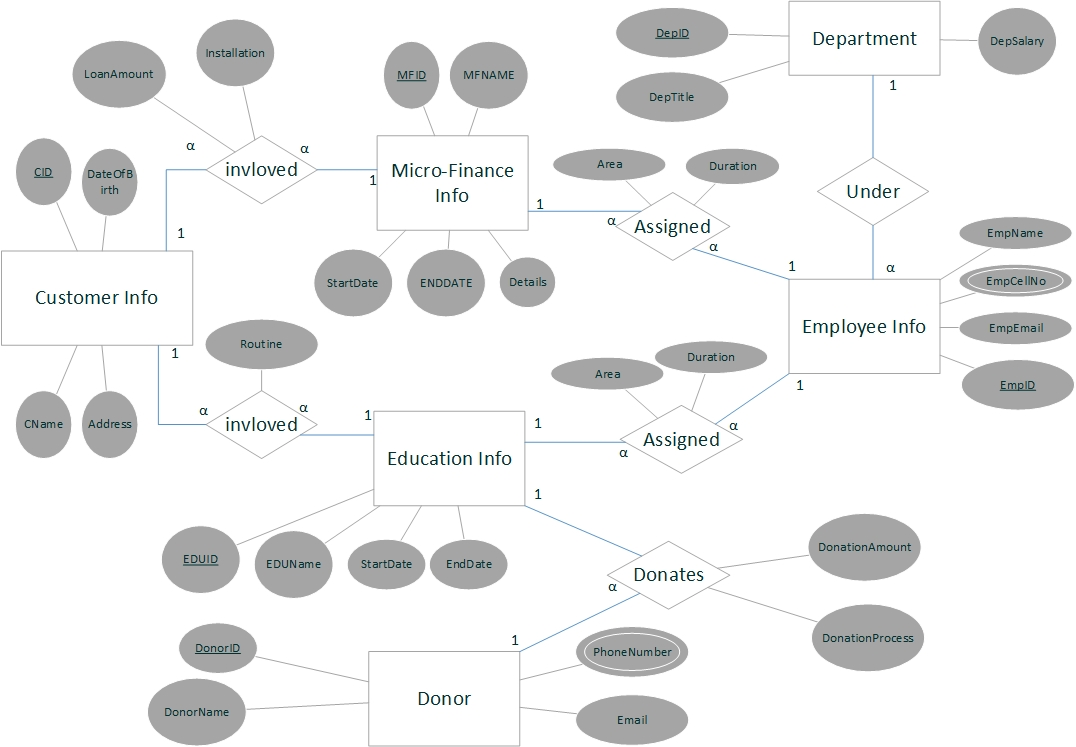 DepID
Department
DepSalary
Installation
LoanAmount
MFID
MFNAME
DepTitle
1
α
α
invloved
Micro-Finance
Info
1
Area
Duration
CID
DateOfB
irth
1
1
α
Assigned
α
Under
1
α
EmpName
EmpCellNo
EmpEmail
EmpID
Employee Info
StartDate
ENDDATE
Details
Customer Info
1
Routine
α
α
invloved
1
CName
Address
Education Info
1
Area
Duration
1
α
Assigned
α
1
EDUID
EDUName
StartDate
EndDate
Donates
α
DonationAmount
DonationProcess
1
DonorID
DonorName
Donor
PhoneNumber
Email